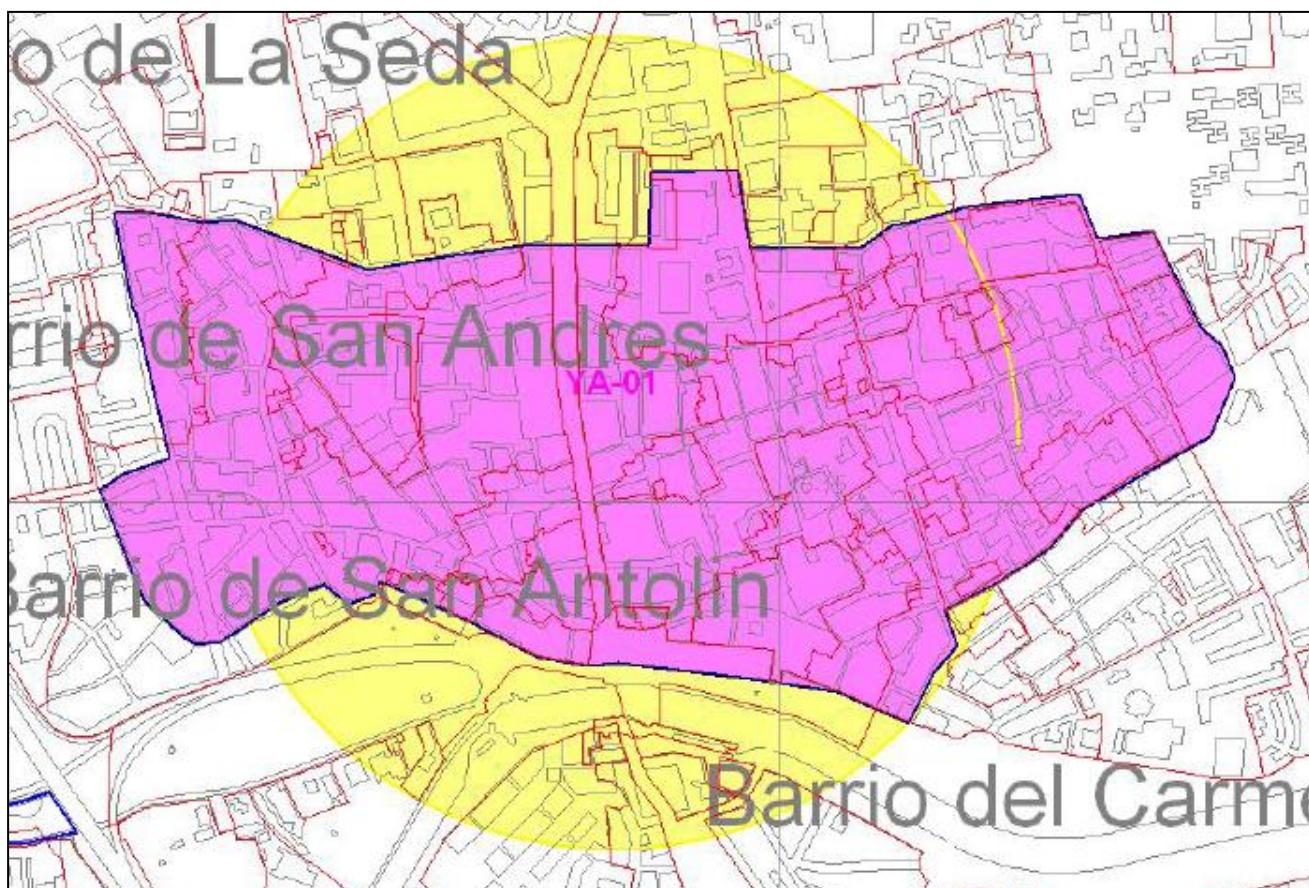 o de La Seda
rrio de San Andres
YA-01
Barrio de San Antolin
Barrio del Carme